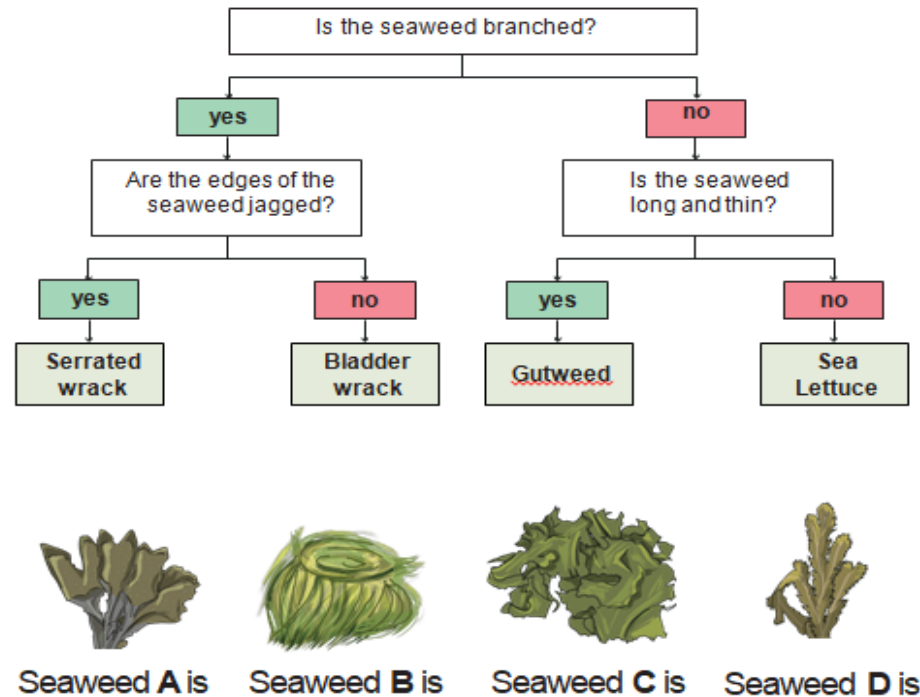 Is the seaweed branched?
yes
no
Are the edges of the
seaweed jagged?
Is the seaweed
long and thin?
yes
no
yes
no
Serrated
wrack
Bladder
wrack
Gutweed
Sea
Lettuce
Seaweed A is
Seaweed B is
Seaweed C is
Seaweed D is